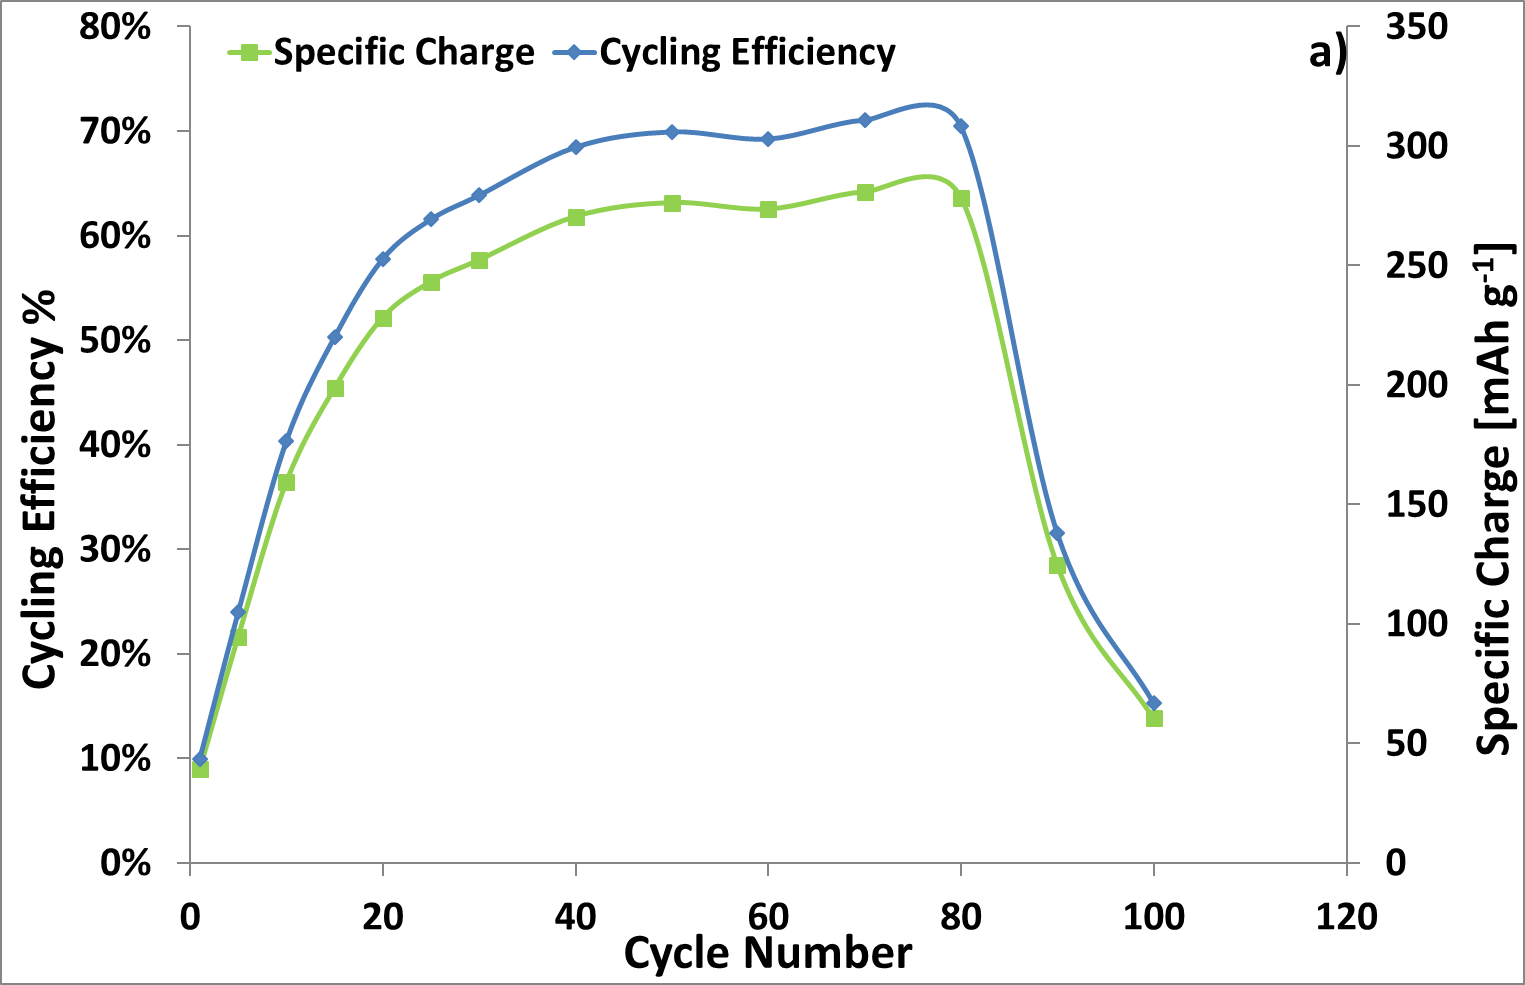 80%
70%
60%
50%
40%
30%
20%
10%
0%
Cycling Efficiency %
Specific Charge
Cycling Efficiency
a)
350
300
250
200
150
100
50
0
Specific Charge [mAh g-1]
0 20 40 60 80 100 120
Cycle Number